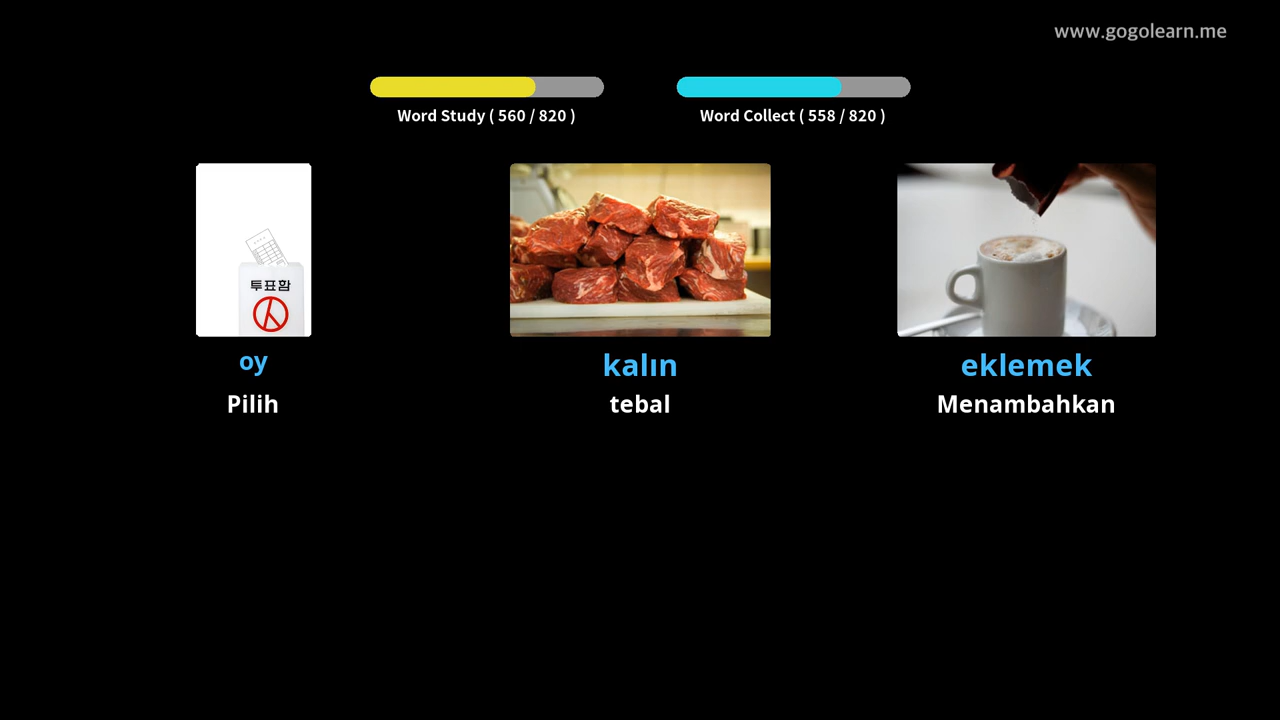 www.gogolearn.me
Word Study ( 560 / 820 )
Word Collect ( 558 / 820 )
투표함
oy
kalın
eklemek
Pilih
tebal
Menambahkan